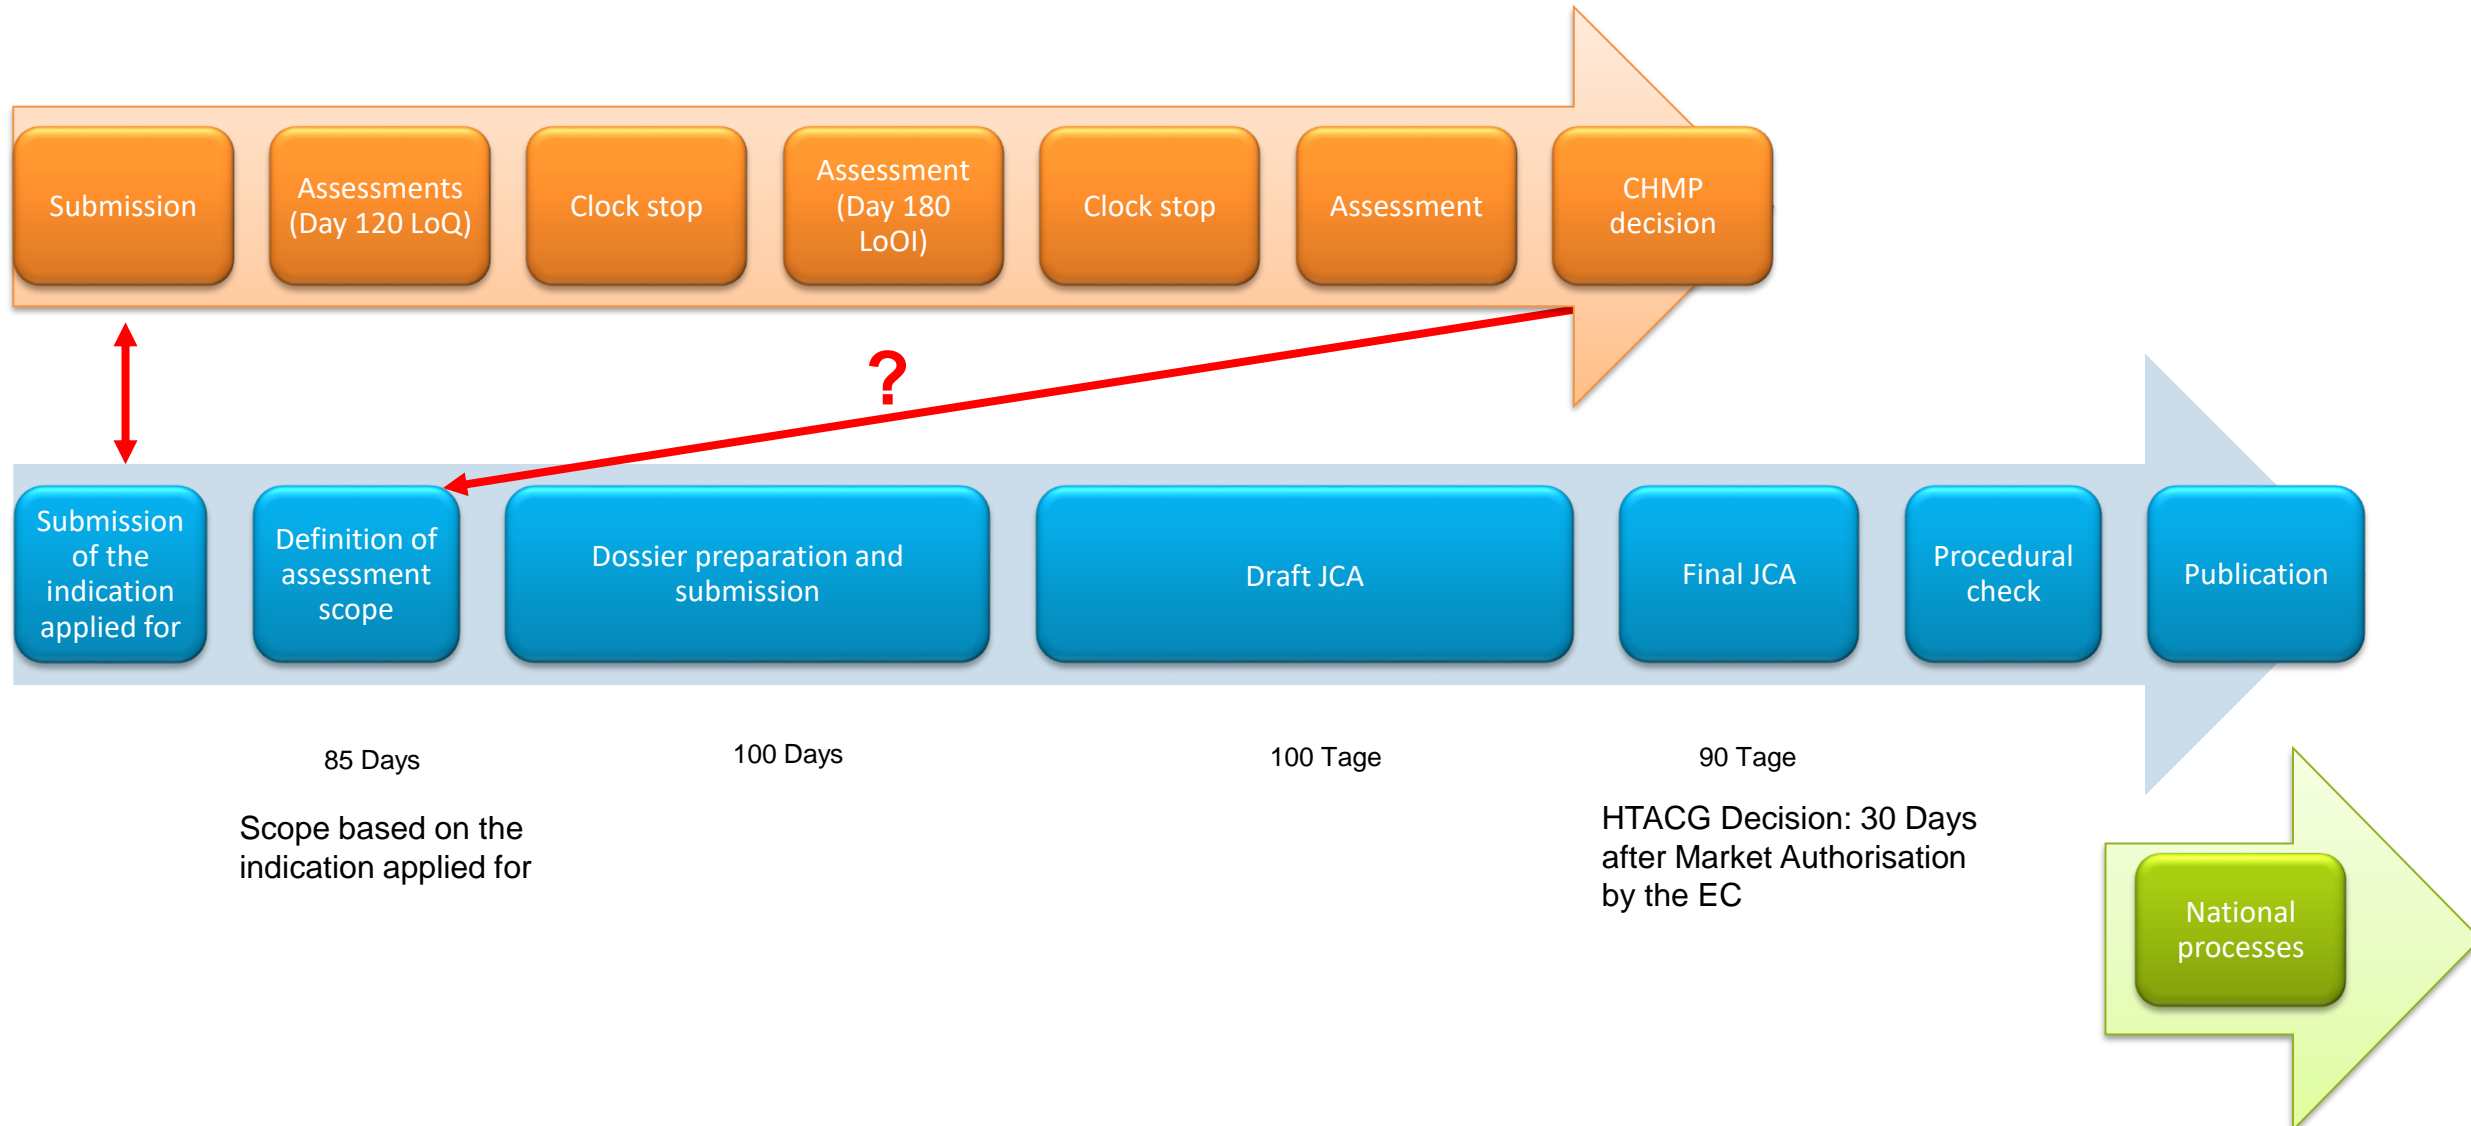 Submission
Assessments
(Day 120 LoQ)
Clock stop
Assessment
(Day 180
LoOI)
Clock stop
Assessment
CHMP
decision
?
Submission
of the
indication
applied for
Definition of
assessment
scope
Dossier preparation and
submission
Draft JCA
Final JCA
Procedural
check
Publication
85 Days
100 Days
100 Tage
90 Tage
Scope based on the
indication applied for
HTACG Decision: 30 Days
after Market Authorisation
by the EC
National
processes